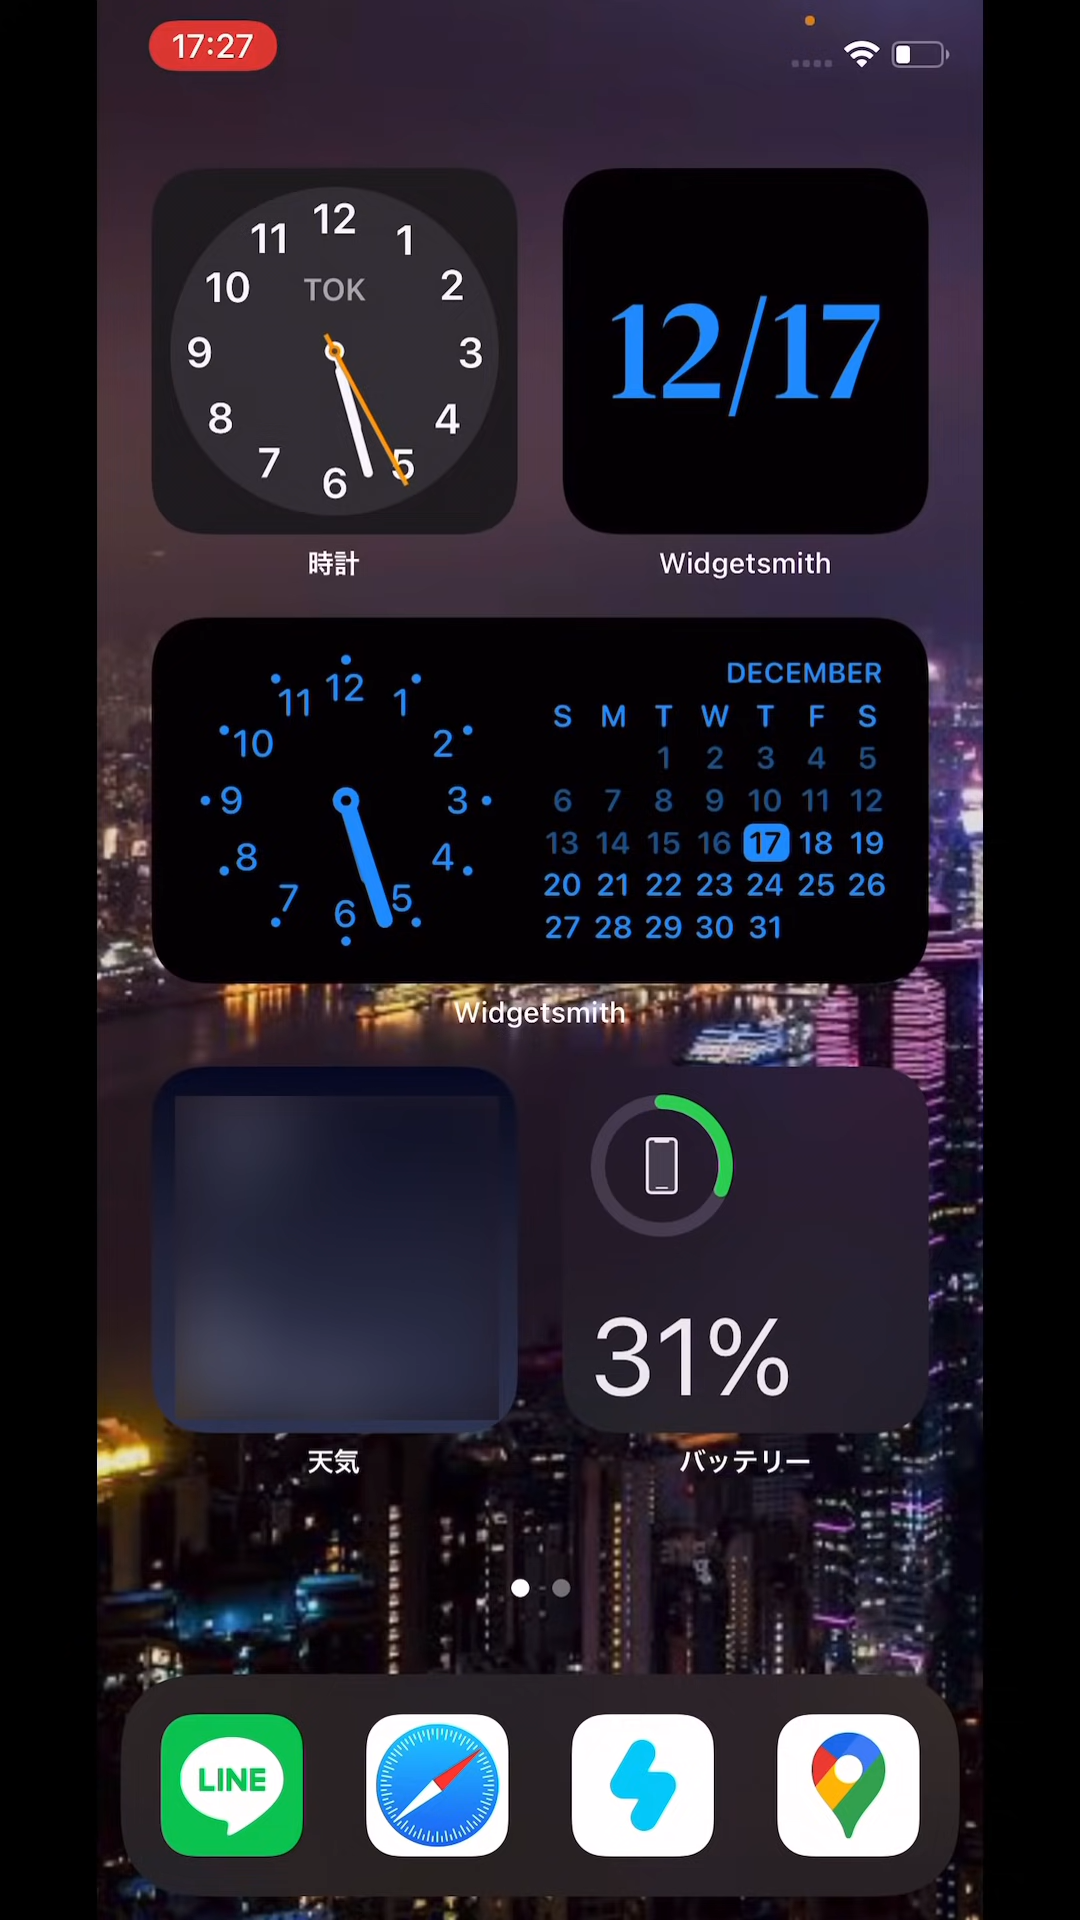 17:27
12
11
1
10
TOK
2
9
3
8
4
7
5
6
時計
12/17
Widgetsmith
12
11
1
10
2
9
3
8
4
7
5
6
DECEMBER
S M T W T F S
1 2 3 4 5
6 7 8 9 10 11 12
13 14 15 16 17 18 19
20 21 22 23 24 25 26
27 28 29 30 31
Widgetsmith
天気
31%
バッテリー
LINE